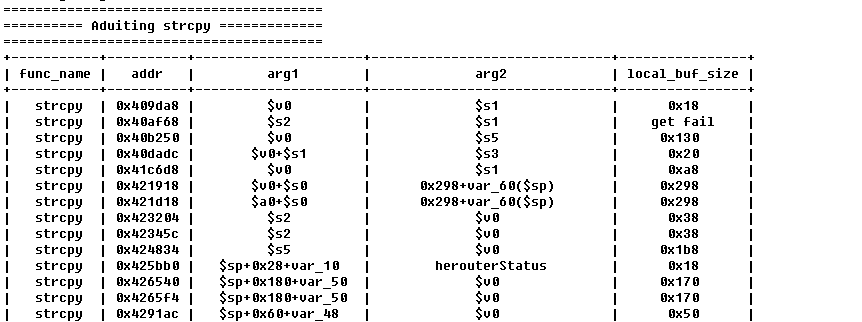 ========================================
========== Aduiting strcpy =============
========================================
+-----------+----------+---------------------+------------------------------+----------------+
| func_name |   addr   |        arg1         |             arg2             | local_buf_size |
+-----------+----------+---------------------+------------------------------+----------------+
|   strcpy  | 0x409da8 |         $v0         |             $s1              |      0x18      |
|   strcpy  | 0x40af68 |         $s2         |             $s1              |    get fail    |
|   strcpy  | 0x40b250 |         $v0         |             $s5              |     0x130      |
|   strcpy  | 0x40dadc |       $v0+$s1       |             $s3              |      0x20      |
|   strcpy  | 0x41c6d8 |         $v0         |             $s1              |      0xa8      |
|   strcpy  | 0x421918 |       $v0+$s0       |      0x298+var_60($sp)       |     0x298      |
|   strcpy  | 0x421d18 |       $a0+$s0       |      0x298+var_60($sp)       |     0x298      |
|   strcpy  | 0x423204 |         $s2         |             $v0              |      0x38      |
|   strcpy  | 0x42345c |         $s2         |             $v0              |      0x38      |
|   strcpy  | 0x424834 |         $s5         |             $v0              |     0x1b8      |
|   strcpy  | 0x425bb0 |   $sp+0x28+var_10   |        herouterStatus        |      0x18      |
|   strcpy  | 0x426540 |   $sp+0x180+var_50  |             $v0              |     0x170      |
|   strcpy  | 0x4265f4 |   $sp+0x180+var_50  |             $v0              |     0x170      |
|   strcpy  | 0x4291ac |   $sp+0x60+var_48   |             $v0              |      0x50      |